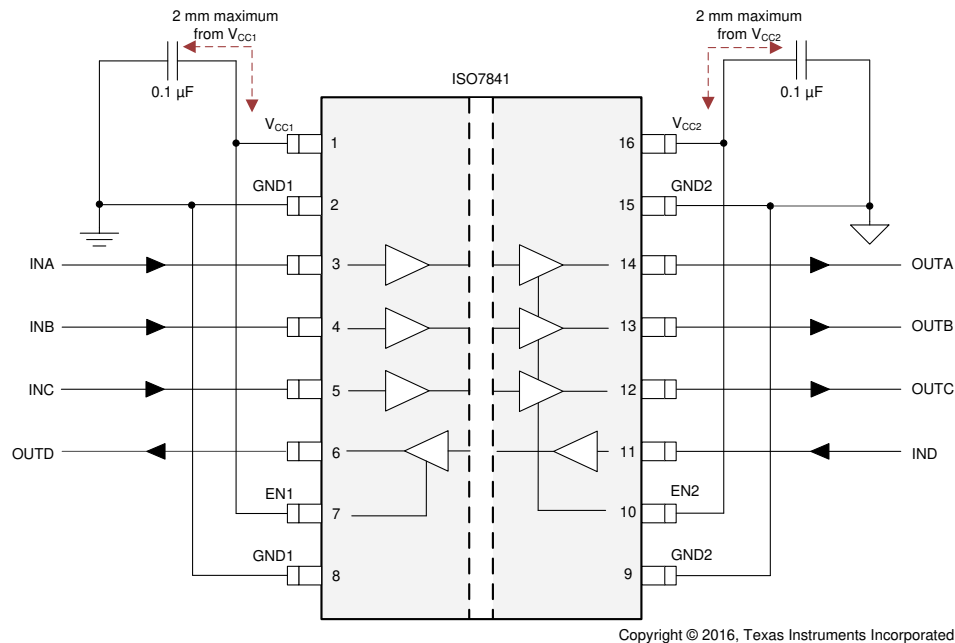 2 mm maximum
from VCC1
2 mm maximum
from VCC2
0.1 µF
0.1 µF
ISO7841
VCC1
1
16
VCC2
GND1
2
15
GND2
INA
3
14
OUTA
INB
4
13
OUTB
INC
5
12
OUTC
OUTD
6
11
IND
EN1
7
10
EN2
GND1
8
9
GND2
Copyright © 2016, Texas Instruments Incorporated